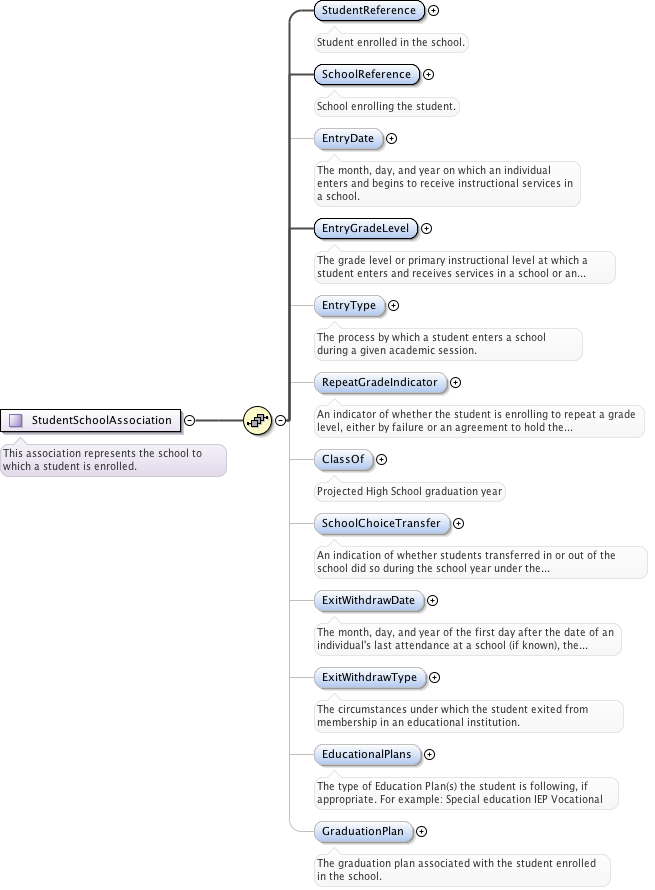 StudentReference
Student enrolled in the school.
SchoolReference
School enrolling the student.
EntryDate
The month, day, and year on which an individual
enters and begins to receive instructional services in
a school.
EntryGradeLevel
The grade level or primary instructional level at which a
student enters and receives services in a school or an...
EntryType
The process by which a student enters a school
during a given academic session.
RepeatGradeIndicator
An indicator of whether the student is enrolling to repeat a grade
level, either by failure or an agreement to hold the...
StudentSchoolAssociation
This association represents the school to
which a student is enrolled.
ClassOf
Projected High School graduation year
SchoolChoiceTransfer
An indication of whether students transferred in or out of the
school did so during the school year under the...
ExitWithdrawDate
The month, day, and year of the first day after the date of an
individual's last attendance at a school (if known), the...
ExitWithdrawType
The circumstances under which the student exited from
membership in an educational institution.
EducationalPlans
The type of Education Plan(s) the student is following, if
appropriate. For example: Special education IEP Vocational
GraduationPlan
The graduation plan associated with the student enrolled
in the school.